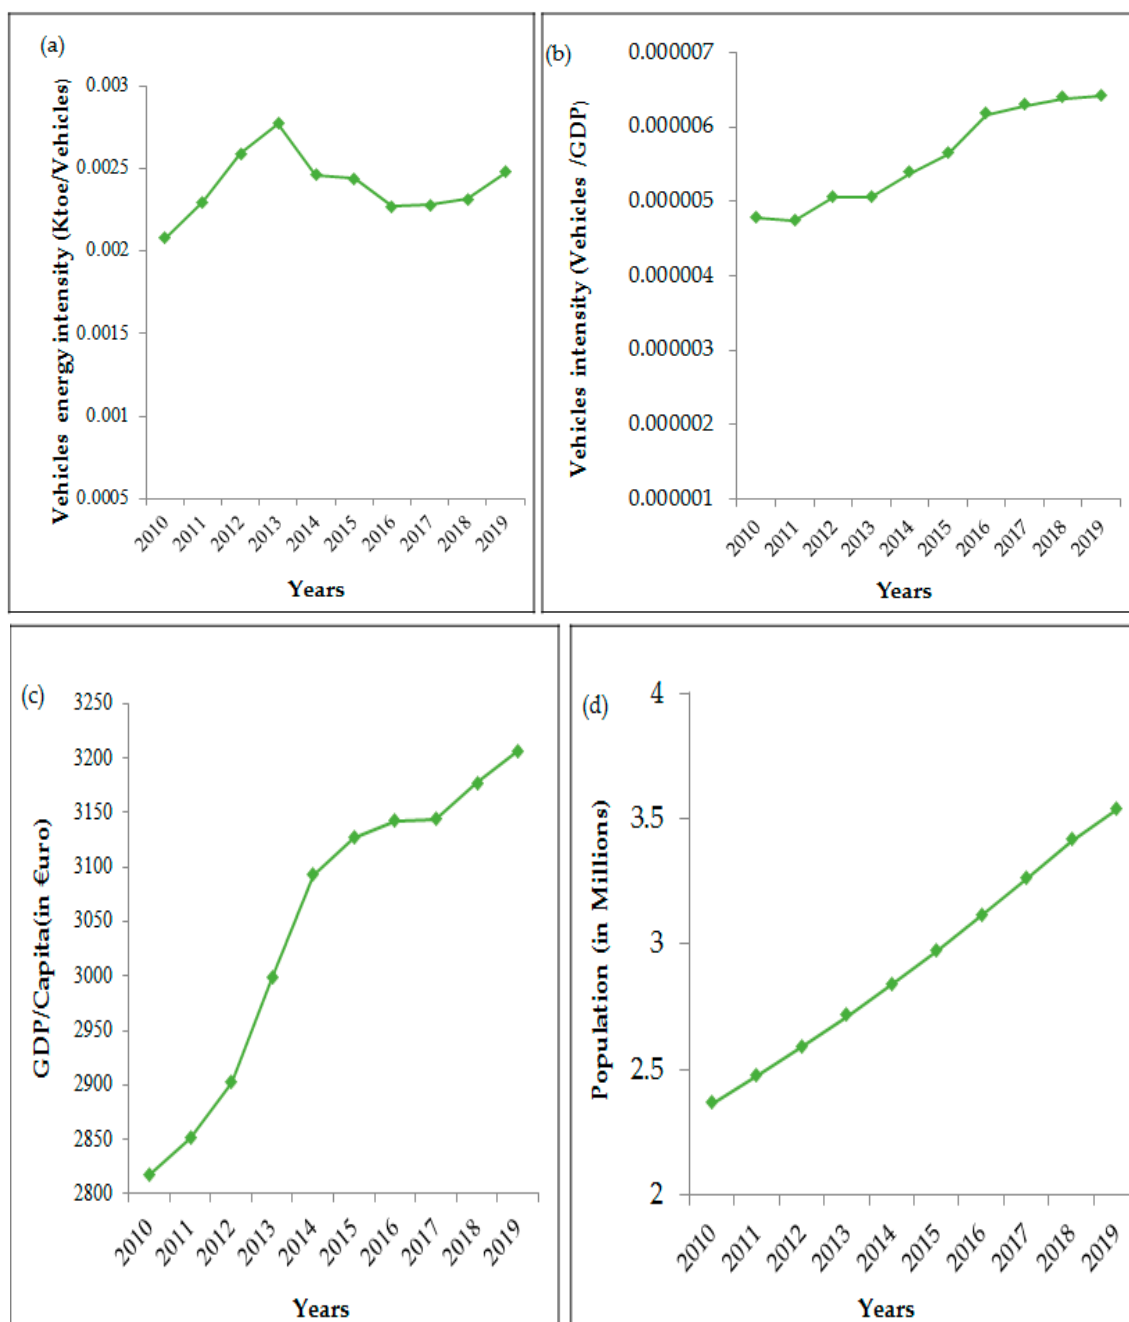 (a)
Vehicles energy intensity (Ktoe/Vehicles)
0.003
0.0025
0.002
0.0015
0.001
0.0005
2010 2011 2012 2013 2014 2015 2016 2017 2018 2019
Years
(b)
Vehicles intensity (Vehicles /GDP)
0.000007
0.000006
0.000005
0.000004
0.000003
0.000002
0.000001
2010 2011 2012 2013 2014 2015 2016 2017 2018 2019
Years
(c)
GDP/Capita(in €uro)
3250
3200
3150
3100
3050
3000
2950
2900
2850
2800
2010 2011 2012 2013 2014 2015 2016 2017 2018 2019
Years
(d)
Population (in Millions)
4
3.5
3
2.5
2
2010 2011 2012 2013 2014 2015 2016 2017 2018 2019
Years